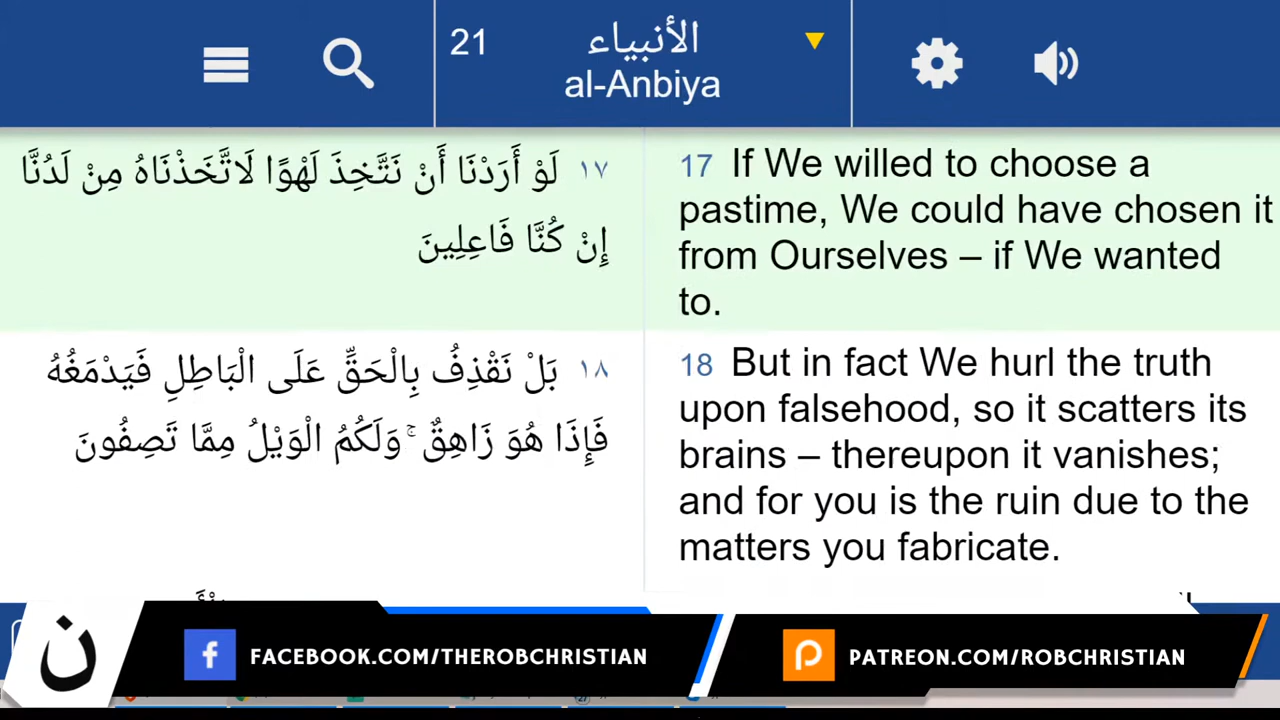 21
الأنبياء
al-Anbiya
١٧ لَوْ أَرَدْنَا أَنْ نَتَّخِذَ لَهْوًا لَاتَّخَذْنَاهُ مِنْ لَدُنَّا
إِنْ كُنَّا فَاعِلِينَ
17 If We willed to choose a
pastime, We could have chosen it
from Ourselves – if We wanted
to.
١٨ بَلْ نَقْذِفُ بِالْحَقِّ عَلَى الْبَاطِلِ فَيَدْمَغُهُ
فَإِذَا هُوَ زَاهِقٌ ۚ وَلَكُمُ الْوَيْلُ مِمَّا تَصِفُونَ
18 But in fact We hurl the truth
upon falsehood, so it scatters its
brains – thereupon it vanishes;
and for you is the ruin due to the
matters you fabricate.
ن
f FACEBOOK.COM/THEROBCHRISTIAN
PATREON.COM/ROBCHRISTIAN